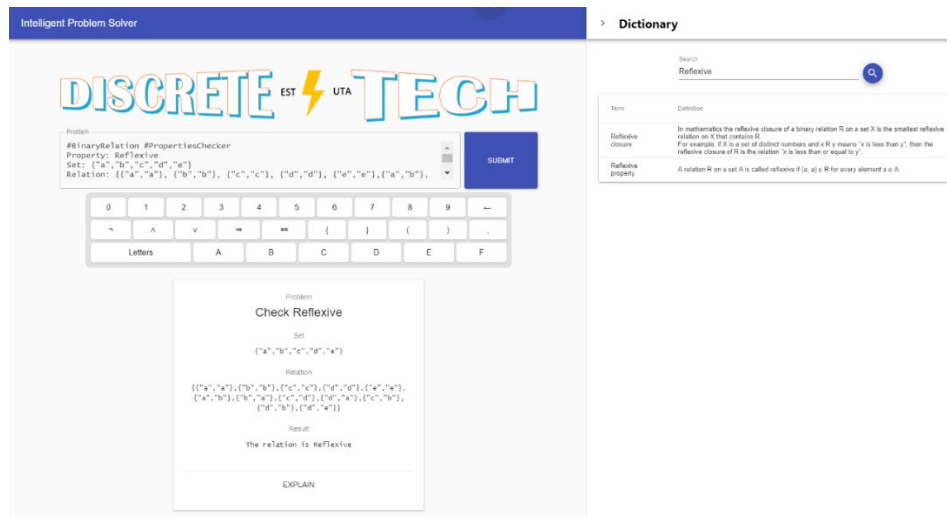 Intelligent Problem Solver
DISCRETE EST UTA TECH
Problem
#BinaryRelation #PropertiesChecker
Property: Reflexive
Set: {"a","b","c","d","e"}
Relation: {{"a","a"}, {"b","b"}, {"c","c"}, {"d","d"}, {"e","e"},{"a","b"},
SUBMIT
0 1 2 3 4 5 6 7 8 9 ←
¬ ∧ ∨ ⇒ ⇔ { } ( ) ,
Letters A B C D E F
Problem
Check Reflexive
Set
{"a","b","c","d","e"}
Relation
{{"a","a"},{"b","b"},{"c","c"},{"d","d"},{"e","e"},
{"a","b"},{"b","a"},{"c","d"},{"d","a"},{"c","b"},
{"d","b"},{"d","e"}}
Result
The relation is Reflexive
EXPLAIN
> Dictionary
Search
Reflexive
Term Definition
Reflexive closure
In mathematics the reflexive closure of a binary relation R on a set X is the smallest reflexive
relation on X that contains R.
For example, if X is a set of distinct numbers and x R y means "x is less than y", then the
reflexive closure of R is the relation "x is less than or equal to y".
Reflexive property
A relation R on a set A is called reflexive if (a, a) ∈ R for every element a ∈ A